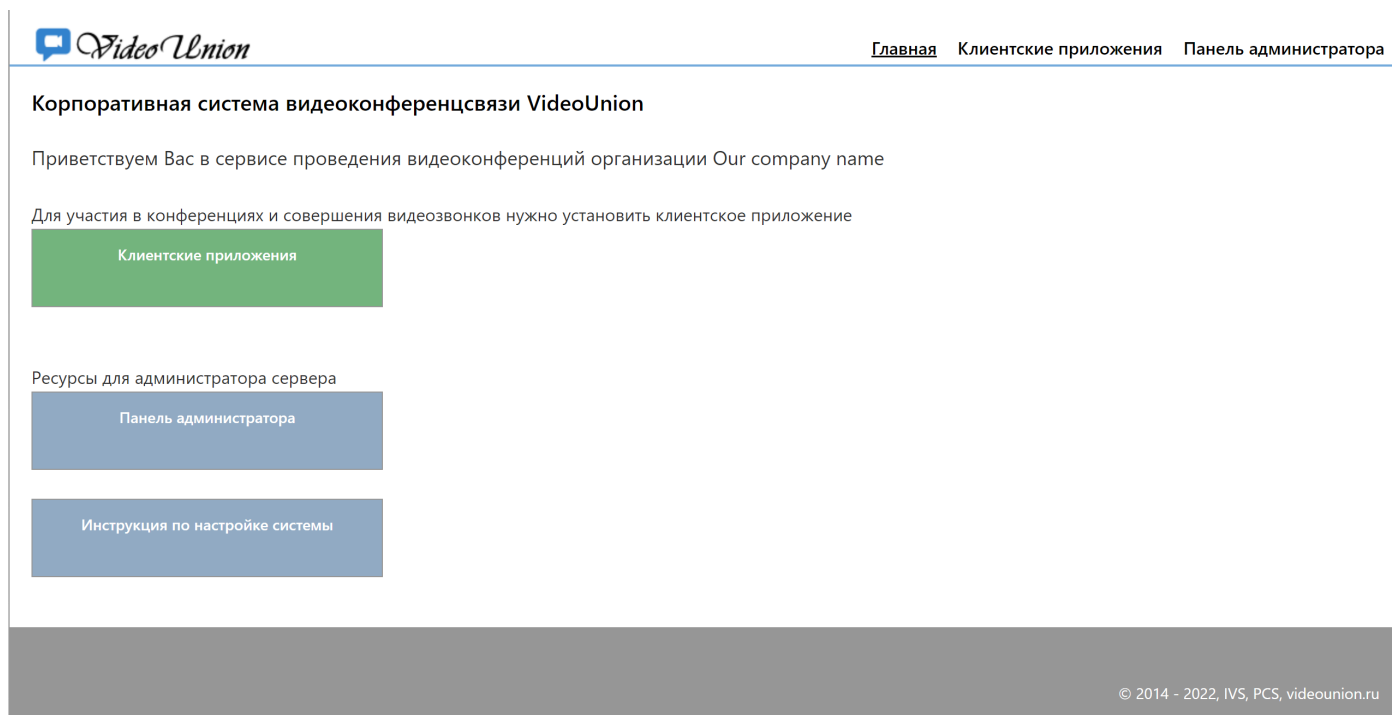 VideoUnion
Главная Клиентские приложения Панель администратора
Корпоративная система видеоконференцсвязи VideoUnion
Приветствуем Вас в сервисе проведения видеоконференций организации Our company name
Для участия в конференциях и совершения видеозвонков нужно установить клиентское приложение
Клиентские приложения
Ресурсы для администратора сервера
Панель администратора
Инструкция по настройке системы
© 2014 - 2022, IVS, PCS, videounion.ru